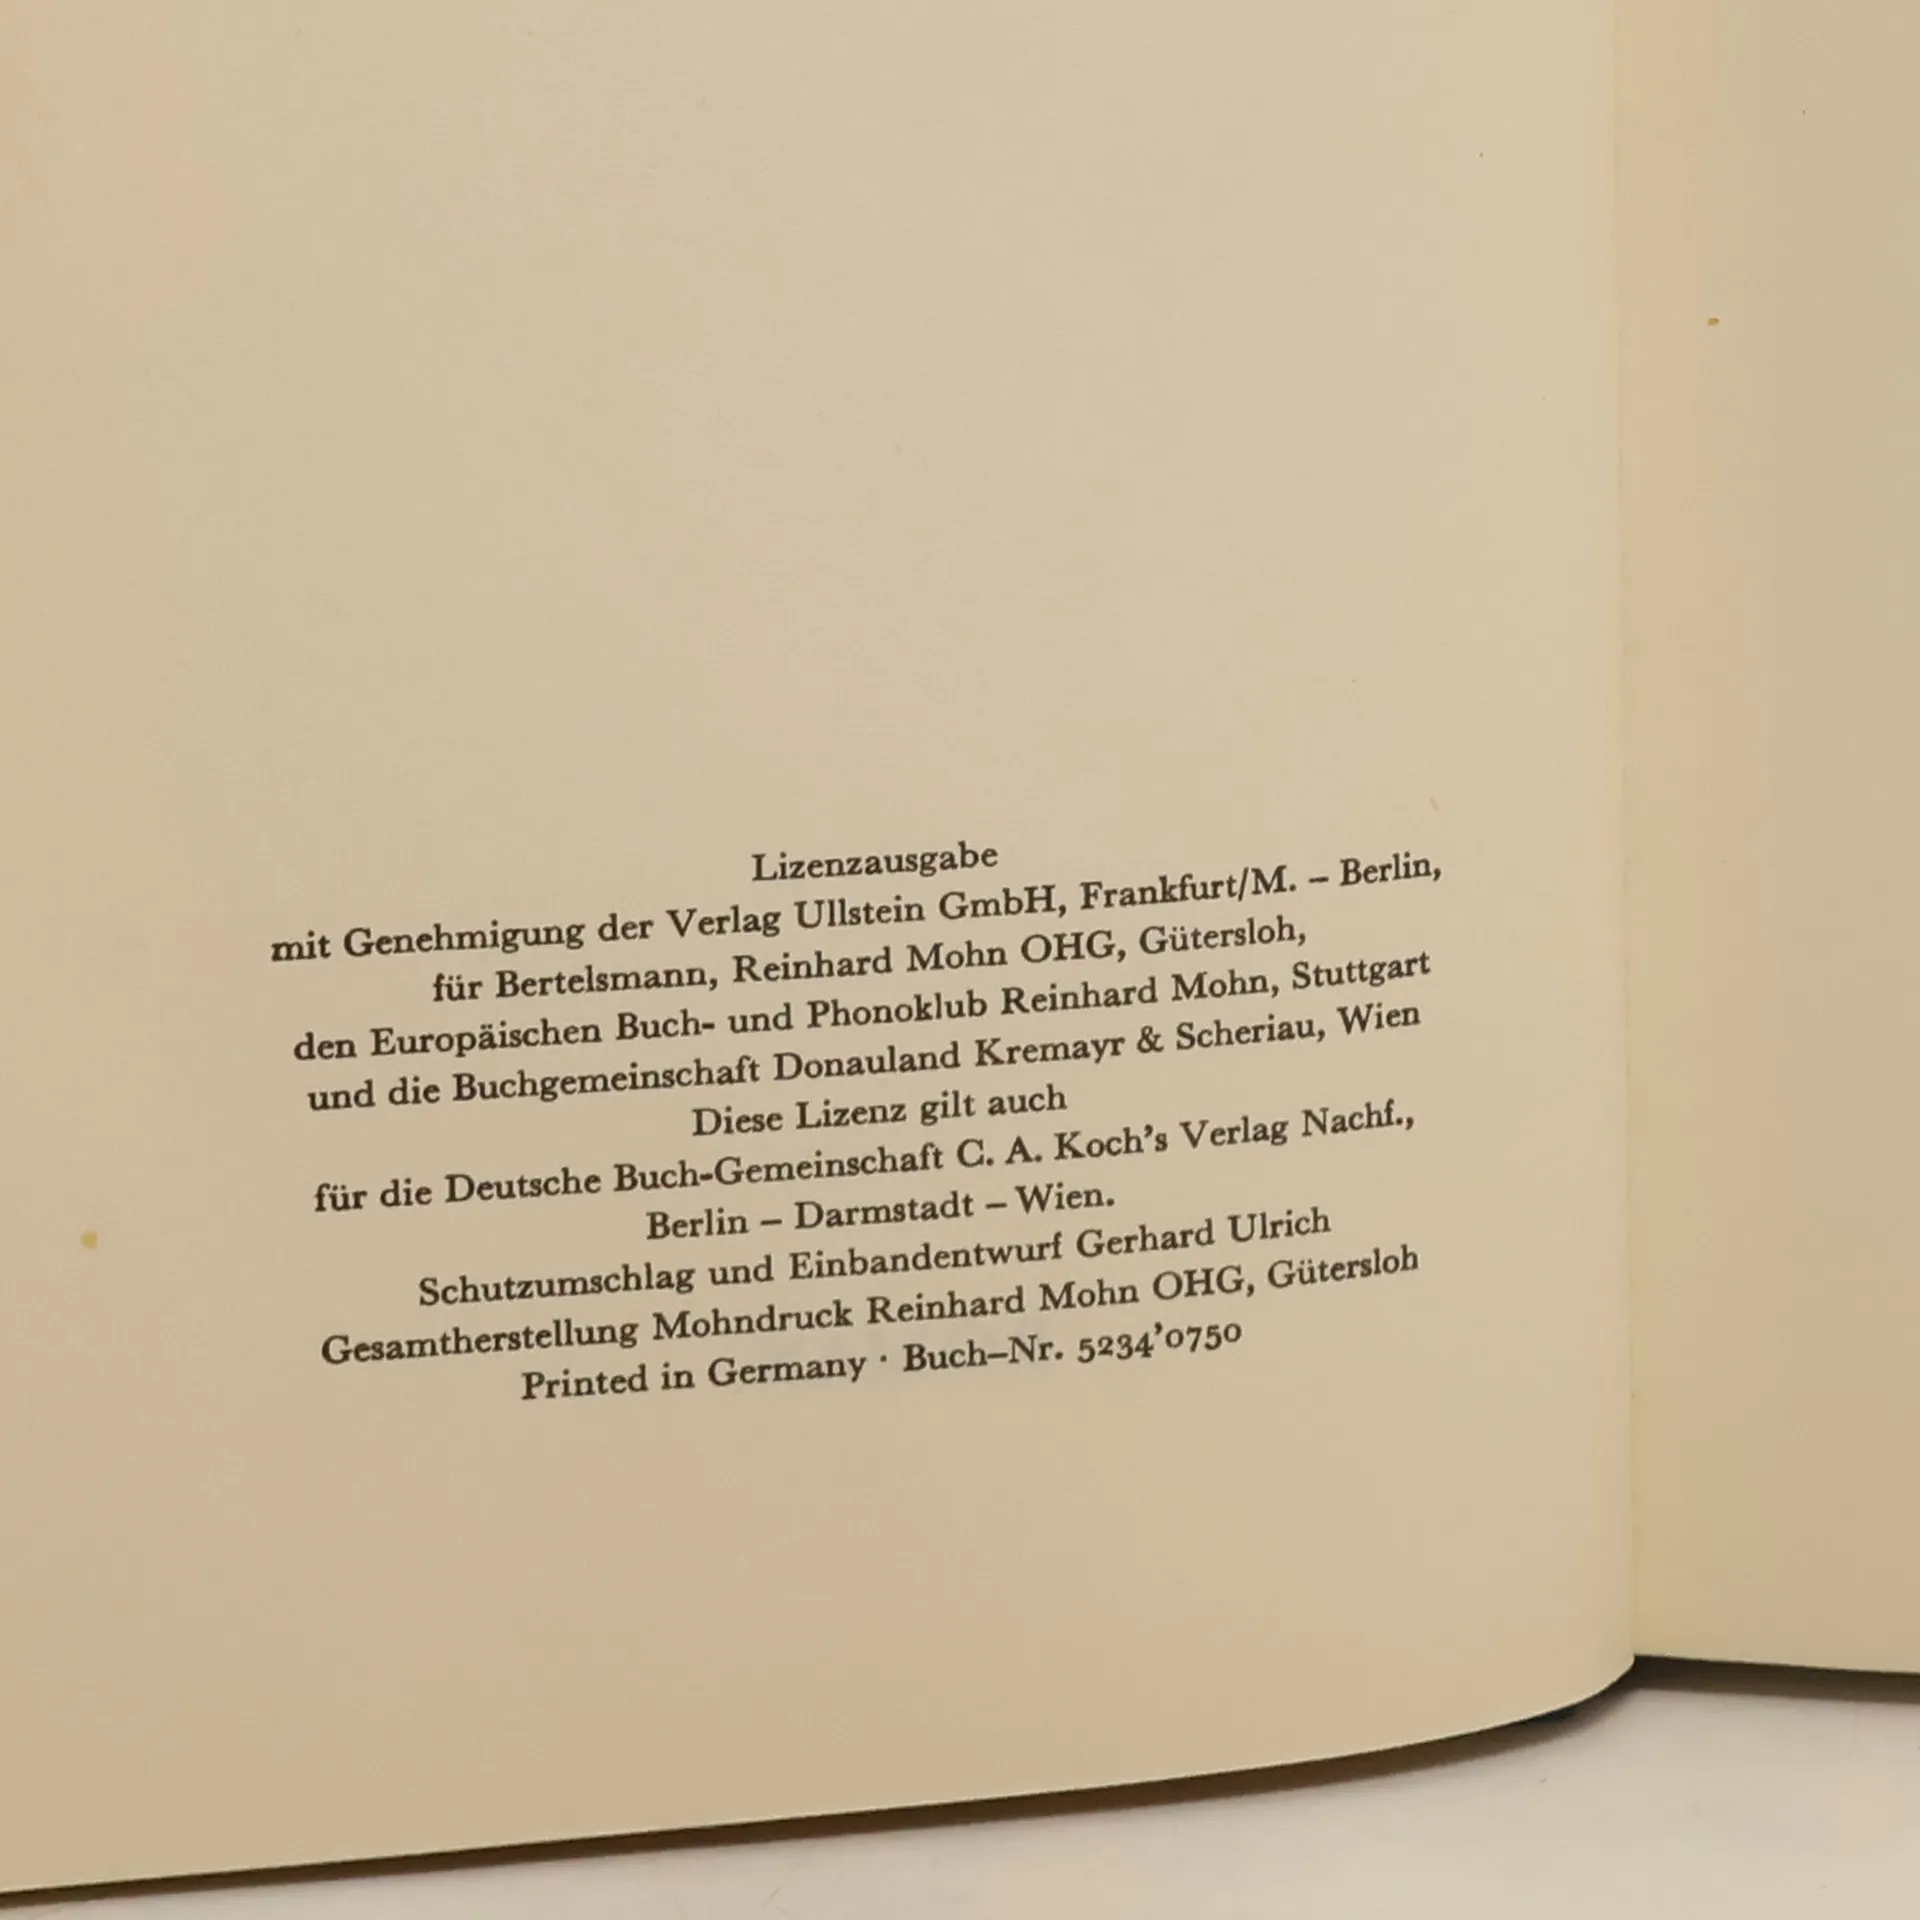 Lizenzausgabe
mit Genehmigung der Verlag Ullstein GmbH, Frankfurt/M. – Berlin,
für Bertelsmann, Reinhard Mohn OHG, Gütersloh,
den Europäischen Buch- und Phonoklub Reinhard Mohn, Stuttgart
und die Buchgemeinschaft Donauland Kremayr & Scheriau, Wien
Diese Lizenz gilt auch
für die Deutsche Buch-Gemeinschaft C. A. Koch’s Verlag Nachf.,
Berlin – Darmstadt – Wien.
Schutzumschlag und Einbandentwurf Gerhard Ulrich
Gesamtherstellung Mohndruck Reinhard Mohn OHG, Gütersloh
Printed in Germany · Buch–Nr. 5234’0750